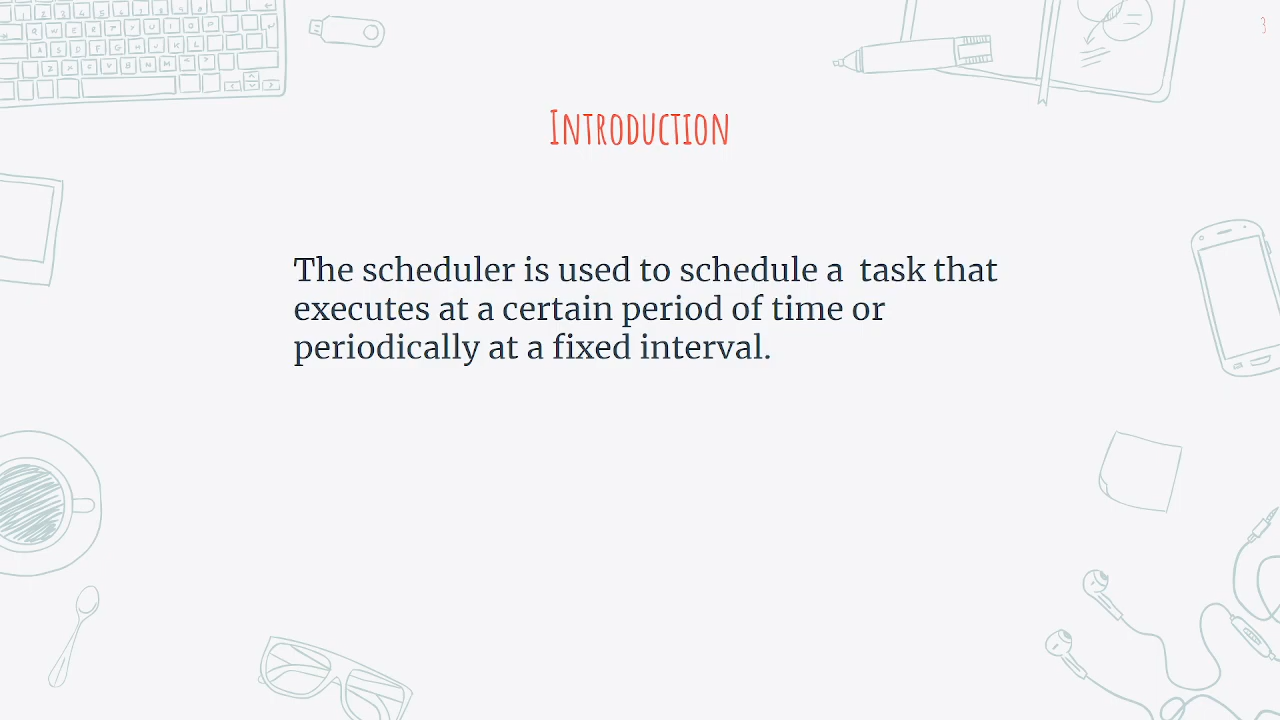 3
Introduction
The scheduler is used to schedule a  task that
executes at a certain period of time or
periodically at a fixed interval.